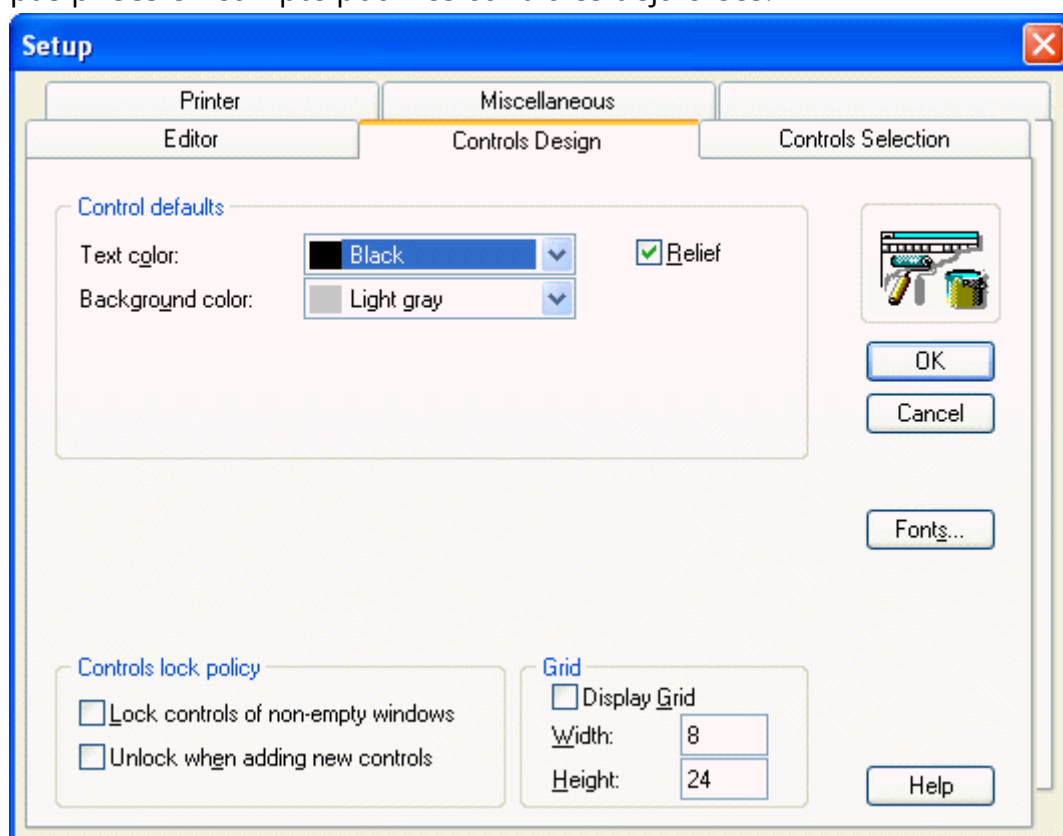 Setup
Printer
Miscellaneous
Editor
Controls Design
Controls Selection
Control defaults
Text color:
Black
Relief
Background color:
Light gray
OK
Cancel
Fonts...
Controls lock policy
Lock controls of non-empty windows
Unlock when adding new controls
Grid
Display Grid
Width:
8
Height:
24
Help